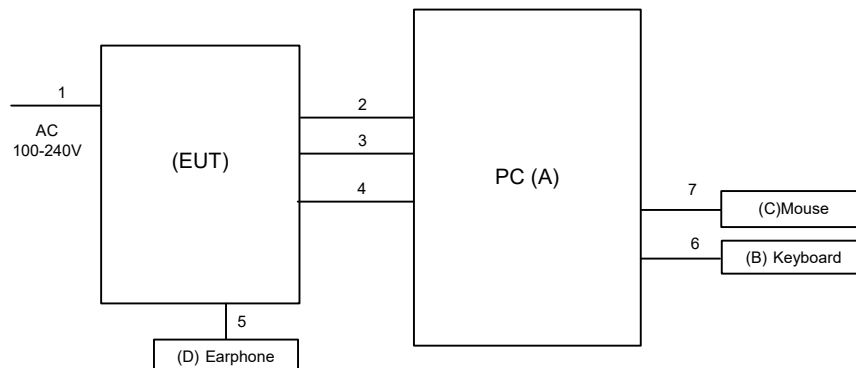 1
AC
100-240V
(EUT)
2
3
4
PC (A)
7
(C)Mouse
6
(B) Keyboard
5
(D) Earphone